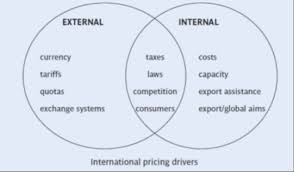 EXTERNAL INTERNAL
currency taxes costs
tariffs laws capacity
quotas competition export assistance
exchange systems consumers export/global aims
International pricing drivers